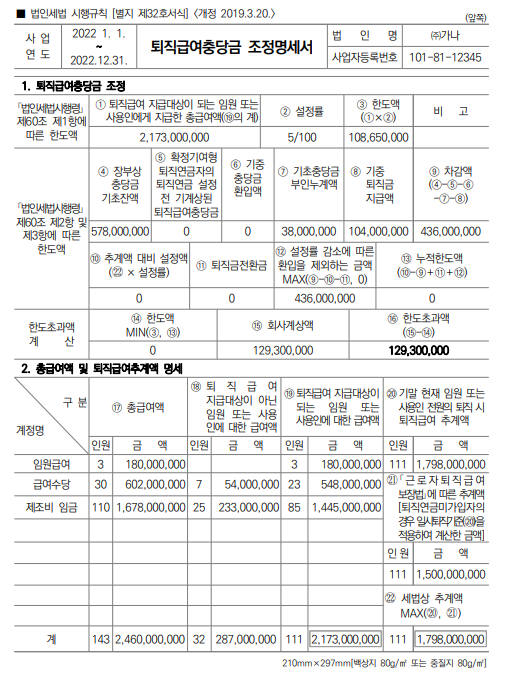 ■ 법인세법 시행규칙 [별지 제32호서식] <개정 2019.3.20.>
(앞쪽)
사 업
연 도
2022 1. 1.
~
2022.12.31.
퇴직급여충당금 조정명세서
법 인 명
㈜가나
사업자등록번호
101-81-12345
1. 퇴직급여충당금 조정
「법인세법시행령」
제60조 제1항에
따른 한도액
① 퇴직급여 지급대상이 되는 임원 또는
사용인에게 지급한 총급여액(⑲의 계)
② 설정률
③ 한도액
(①×②)
비 고
2,173,000,000
5/100
108,650,000
「법인세법시행령」
제60조 제2항 및
제3항에 따른
한도액
④ 장부상
충당금
기초잔액
⑤ 확정기여형
퇴직연금자의
퇴직연금 설정
전 기계상된
퇴직급여충당금
⑥ 기중
충당금
환입액
⑦ 기초충당금
부인누계액
⑧ 기중
퇴직금
지급액
⑨ 차감액
(④-⑤-⑥
-⑦-⑧)
578,000,000
0
0
38,000,000
104,000,000
436,000,000
⑩ 추계액 대비 설정액
(㉒ × 설정률)
⑪ 퇴직금전환금
⑫ 설정률 감소에 따른
환입을 제외하는 금액
MAX(⑨-⑩-⑪, 0)
⑬ 누적한도액
(⑩-⑨+⑪+⑫)
0
0
436,000,000
0
한도초과액
계 산
⑭ 한도액
MIN(③, ⑬)
⑮ 회사계상액
⑯ 한도초과액
(⑮-⑭)
0
129,300,000
129,300,000
2. 총급여액 및 퇴직급여추계액 명세
구 분
계정명
⑰ 총급여액
⑱ 퇴 직 급 여
지급대상이 아닌
임원 또는 사용
인에 대한 급여액
⑲ 퇴직급여 지급대상이
되는 임원 또는
사용인에 대한 급여액
⑳ 기말 현재 임원 또는
사용인 전원의 퇴직 시
퇴직급여 추계액
인원 금 액 인원 금 액 인원 금 액 인원 금 액
임원급여 3 180,000,000 3 180,000,000 111 1,798,000,000
급여수당 30 602,000,000 7 54,000,000 23 548,000,000
제조비 임금 110 1,678,000,000 25 233,000,000 85 1,445,000,000
㉑「근로자퇴직급여
보장법」에 따른 추계액
[퇴직연금미가입자의
경우 일시퇴직기준(⑳)을
적용하여 계산한 금액]
인원 금 액
111 1,500,000,000
㉒ 세법상 추계액
MAX(⑳, ㉑)
계 143 2,460,000,000 32 287,000,000 111 2,173,000,000 111 1,798,000,000
210mm×297mm[백상지 80g/㎡ 또는 중질지 80g/㎡]